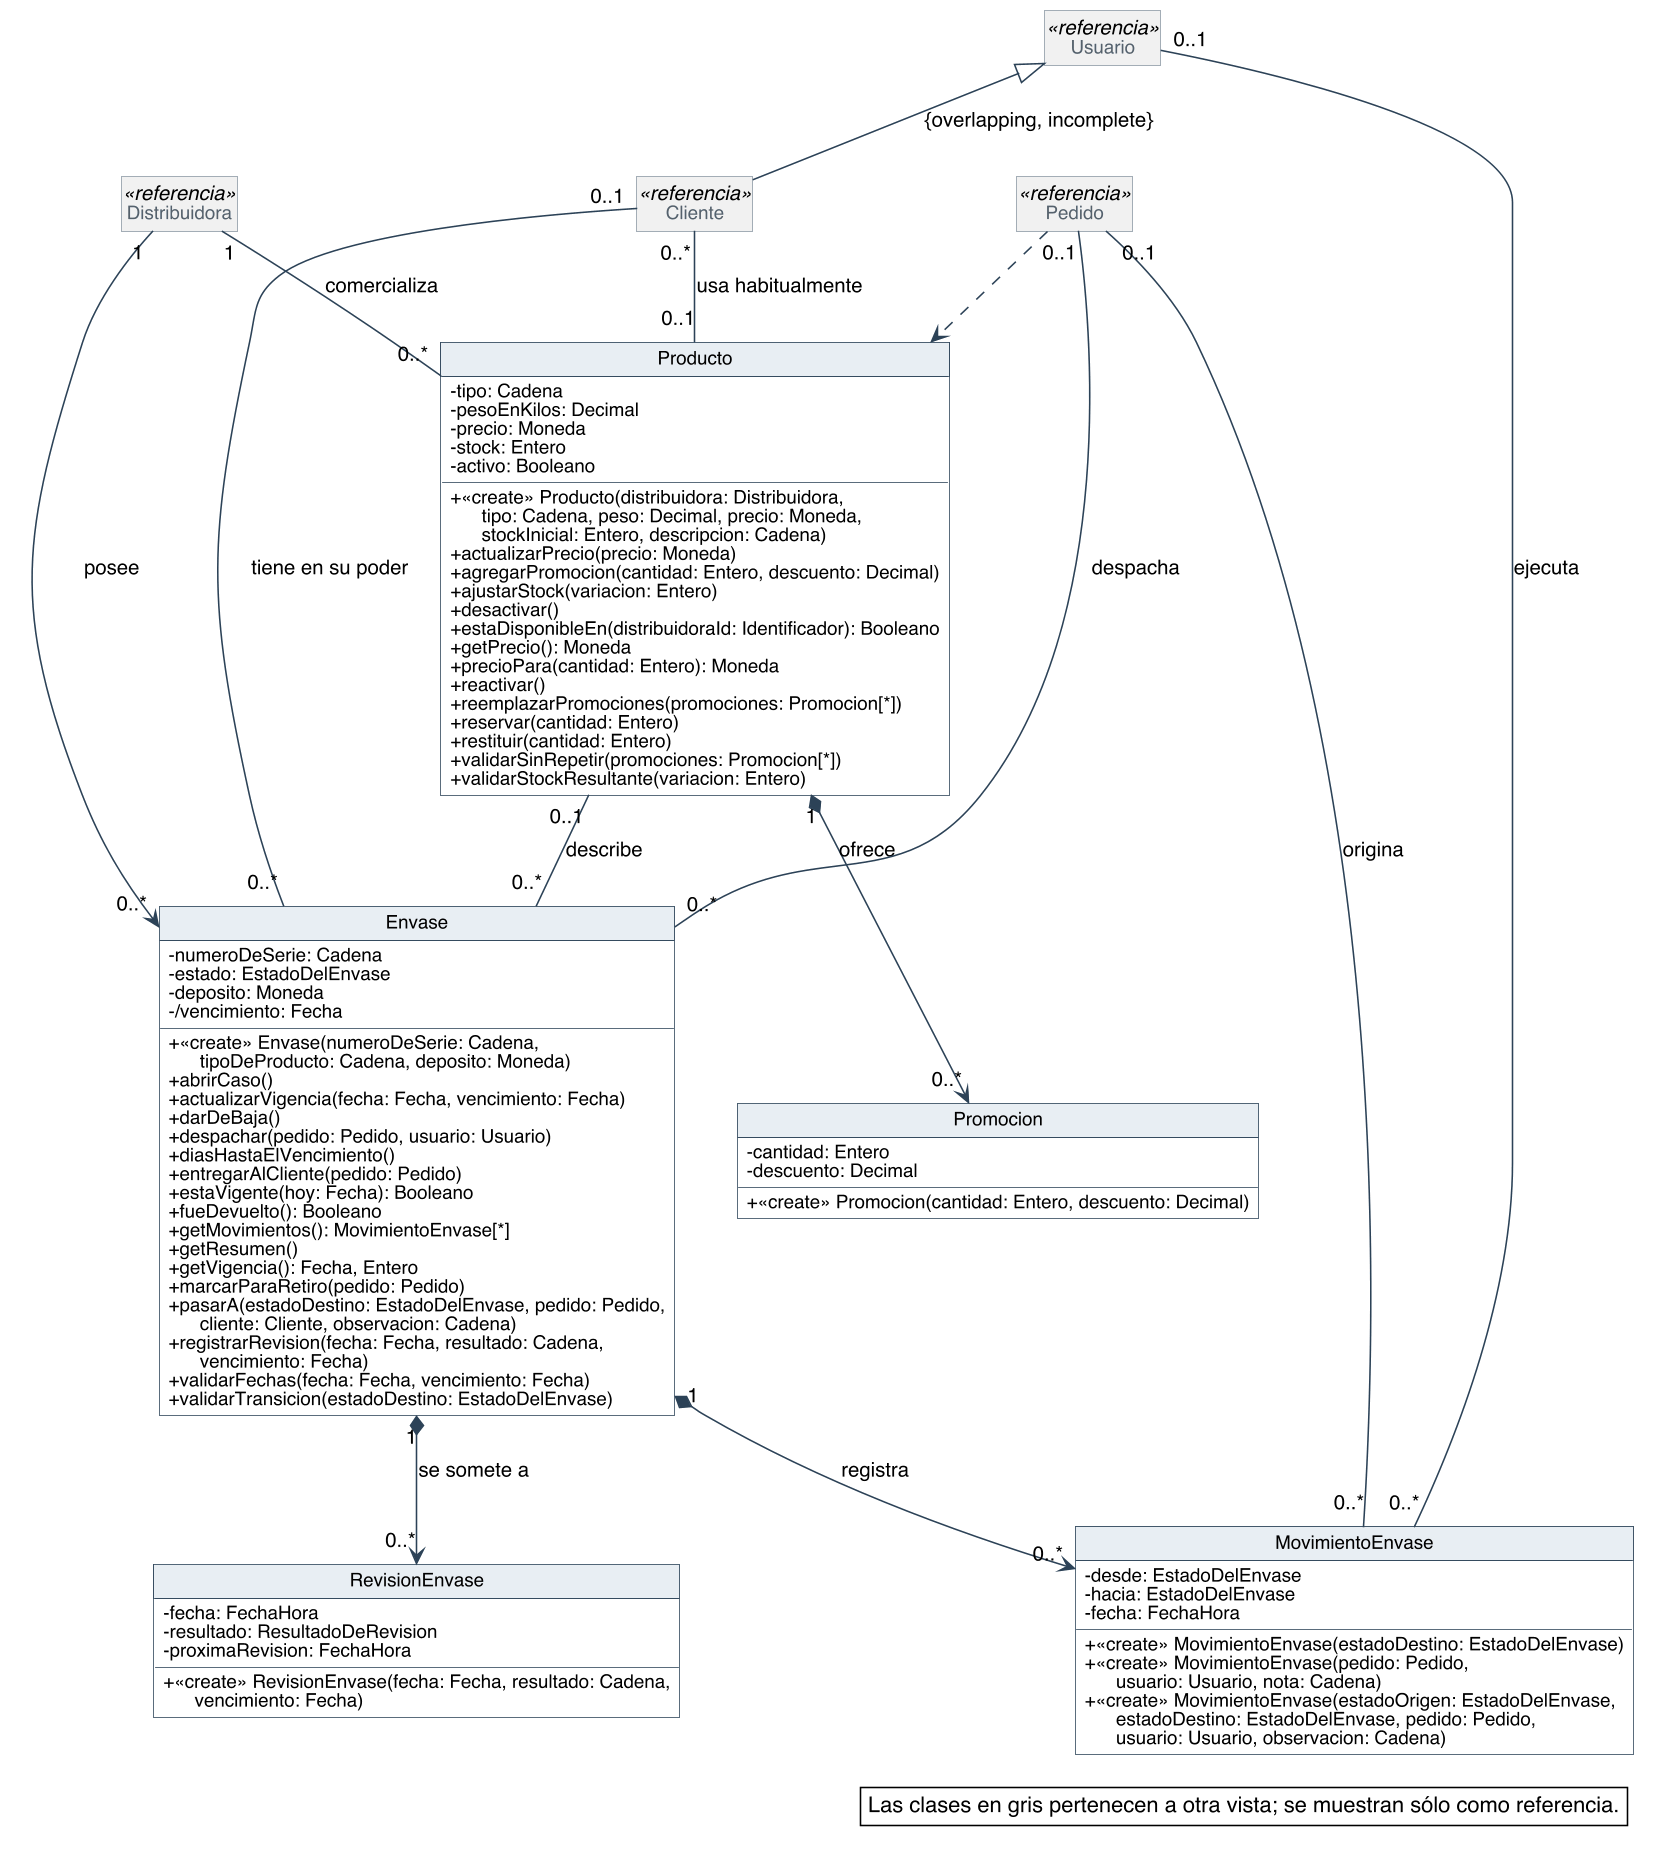 «referencia»
Usuario
0..1
{overlapping, incomplete}
«referencia»
Distribuidora
0..1
«referencia»
Cliente
«referencia»
Pedido
1
1
0..*
0..1
0..1
comercializa
usa habitualmente
0..1
0..*
Producto
-tipo: Cadena
-pesoEnKilos: Decimal
-precio: Moneda
-stock: Entero
-activo: Booleano
+«create» Producto(distribuidora: Distribuidora,
tipo: Cadena, peso: Decimal, precio: Moneda,
stockInicial: Entero, descripcion: Cadena)
+actualizarPrecio(precio: Moneda)
+agregarPromocion(cantidad: Entero, descuento: Decimal)
+ajustarStock(variacion: Entero)
+desactivar()
+estaDisponibleEn(distribuidoraId: Identificador): Booleano
+getPrecio(): Moneda
+precioPara(cantidad: Entero): Moneda
+reactivar()
+reemplazarPromociones(promociones: Promocion[*])
+reservar(cantidad: Entero)
+restituir(cantidad: Entero)
+validarSinRepetir(promociones: Promocion[*])
+validarStockResultante(variacion: Entero)
posee
tiene en su poder
despacha
ejecuta
0..1
1
describe
ofrece
origina
0..*
0..*
0..*
0..*
Envase
-numeroDeSerie: Cadena
-estado: EstadoDelEnvase
-deposito: Moneda
-/vencimiento: Fecha
+«create» Envase(numeroDeSerie: Cadena,
tipoDeProducto: Cadena, deposito: Moneda)
+abrirCaso()
+actualizarVigencia(fecha: Fecha, vencimiento: Fecha)
+darDeBaja()
+despachar(pedido: Pedido, usuario: Usuario)
+diasHastaElVencimiento()
+entregarAlCliente(pedido: Pedido)
+estaVigente(hoy: Fecha): Booleano
+fueDevuelto(): Booleano
+getMovimientos(): MovimientoEnvase[*]
+getResumen()
+getVigencia(): Fecha, Entero
+marcarParaRetiro(pedido: Pedido)
+pasarA(estadoDestino: EstadoDelEnvase, pedido: Pedido,
cliente: Cliente, observacion: Cadena)
+registrarRevision(fecha: Fecha, resultado: Cadena,
vencimiento: Fecha)
+validarFechas(fecha: Fecha, vencimiento: Fecha)
+validarTransicion(estadoDestino: EstadoDelEnvase)
0..*
Promocion
-cantidad: Entero
-descuento: Decimal
+«create» Promocion(cantidad: Entero, descuento: Decimal)
1
1
se somete a
registra
0..*
0..*
0..*
0..*
RevisionEnvase
-fecha: FechaHora
-resultado: ResultadoDeRevision
-proximaRevision: FechaHora
+«create» RevisionEnvase(fecha: Fecha, resultado: Cadena,
vencimiento: Fecha)
MovimientoEnvase
-desde: EstadoDelEnvase
-hacia: EstadoDelEnvase
-fecha: FechaHora
+«create» MovimientoEnvase(estadoDestino: EstadoDelEnvase)
+«create» MovimientoEnvase(pedido: Pedido,
usuario: Usuario, nota: Cadena)
+«create» MovimientoEnvase(estadoOrigen: EstadoDelEnvase,
estadoDestino: EstadoDelEnvase, pedido: Pedido,
usuario: Usuario, observacion: Cadena)
Las clases en gris pertenecen a otra vista; se muestran sólo como referencia.